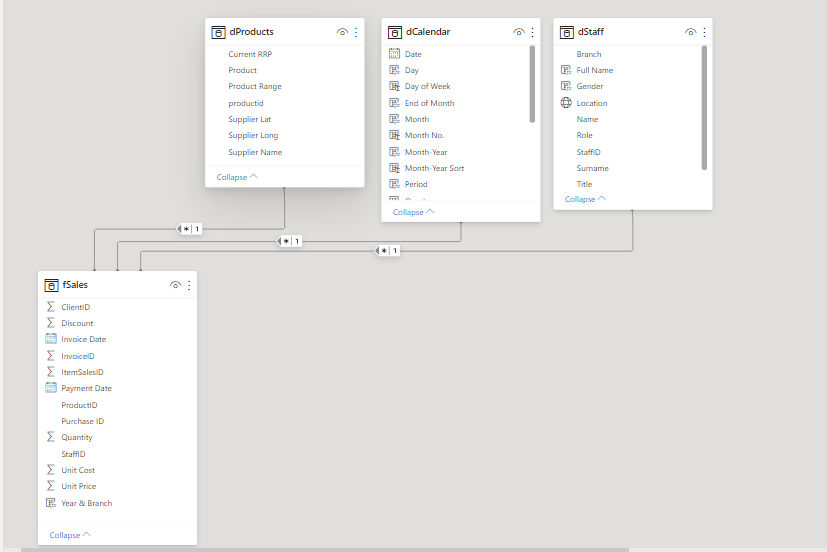 dProducts
Current RRP
Product
Product Range
productid
Supplier Lat
Supplier Long
Supplier Name
Collapse
dCalendar
Date
Day
Day of Week
End of Month
Month
Month No.
Month-Year
Month-Year Sort
Period
Collapse
dStaff
Branch
Full Name
Gender
Location
Name
Role
StaffID
Surname
Title
Collapse
* 1
* 1
* 1
fSales
ClientID
Discount
Invoice Date
InvoiceID
ItemSalesID
Payment Date
ProductID
Purchase ID
Quantity
StaffID
Unit Cost
Unit Price
Year & Branch
Collapse